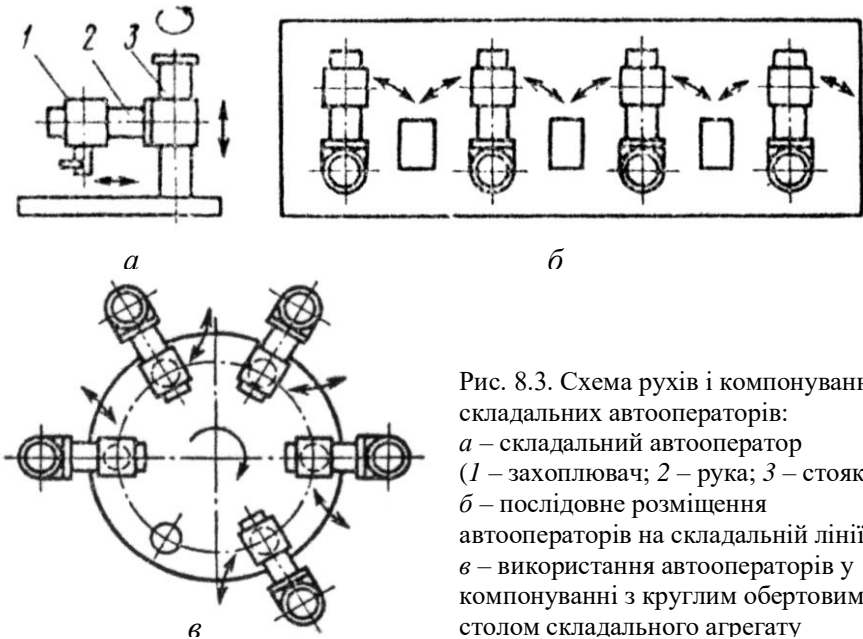 1 2 3
а
б
в
Рис. 8.3. Схема рухів і компонуванн
складальних автооператорів:
а – складальний автооператор
(1 – захоплювач; 2 – рука; 3 – стояк
б – послідовне розміщення
автооператорів на складальній лінії
в – використання автооператорів у
компонуванні з круглим обертовим
столом складального агрегату